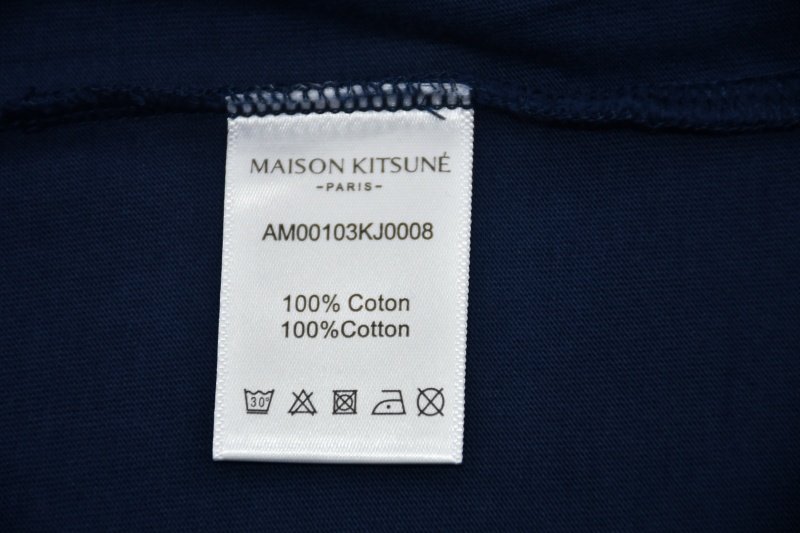 MAISON KITSUNÉ
-PARIS-
AM00103KJ0008
100% Coton
100%Cotton
30°